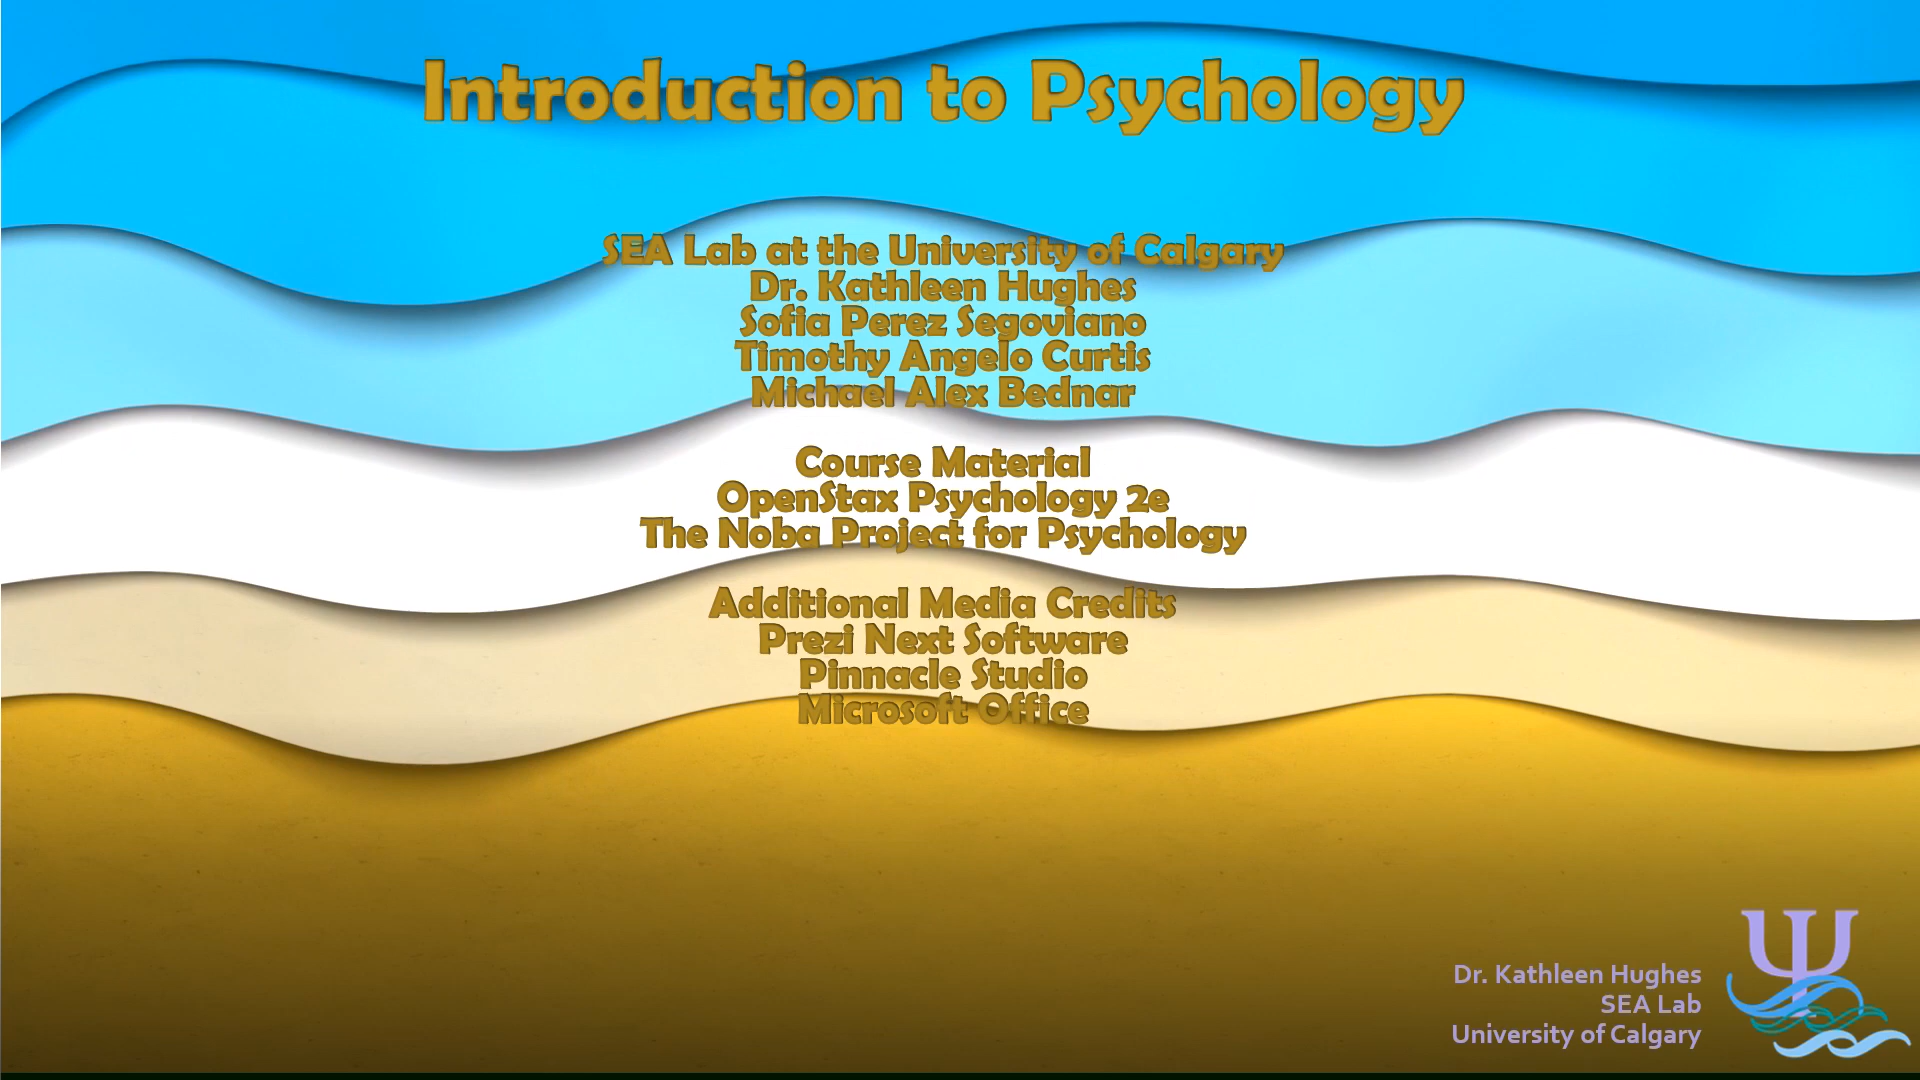 Introduction to Psychology
SEA Lab at the University of Calgary
Dr. Kathleen Hughes
Sofia Perez Segoviano
Timothy Angelo Curtis
Michael Alex Bednar
Course Material
OpenStax Psychology 2e
The Noba Project for Psychology
Additional Media Credits
Prezi Next Software
Pinnacle Studio
Microsoft Office
Dr. Kathleen Hughes
SEA Lab
University of Calgary